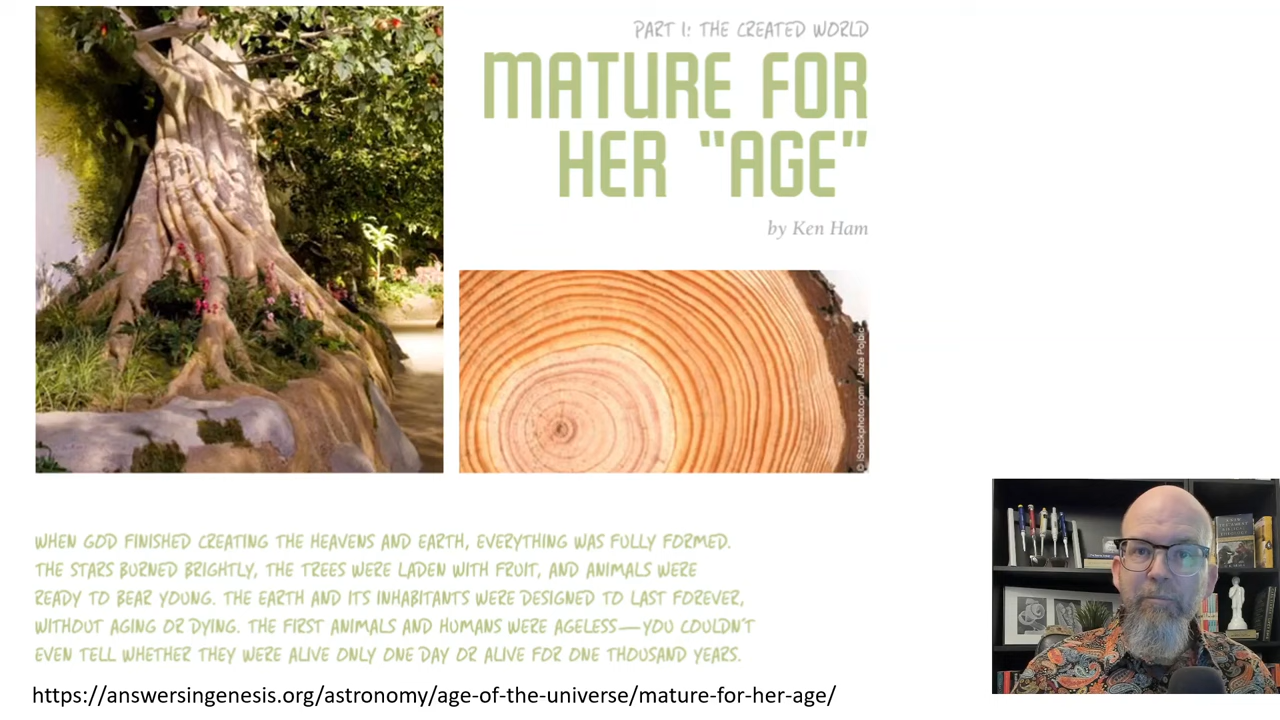 PART I: THE CREATED WORLD
MATURE FOR
HER "AGE"
by Ken Ham
© iStockphoto.com / Joze Pojbic
WHEN GOD FINISHED CREATING THE HEAVENS AND EARTH, EVERYTHING WAS FULLY FORMED.
THE STARS BURNED BRIGHTLY, THE TREES WERE LADEN WITH FRUIT, AND ANIMALS WERE
READY TO BEAR YOUNG. THE EARTH AND ITS INHABITANTS WERE DESIGNED TO LAST FOREVER,
WITHOUT AGING OR DYING. THE FIRST ANIMALS AND HUMANS WERE AGELESS—YOU COULDN'T
EVEN TELL WHETHER THEY WERE ALIVE ONLY ONE DAY OR ALIVE FOR ONE THOUSAND YEARS.
https://answersingenesis.org/astronomy/age-of-the-universe/mature-for-her-age/